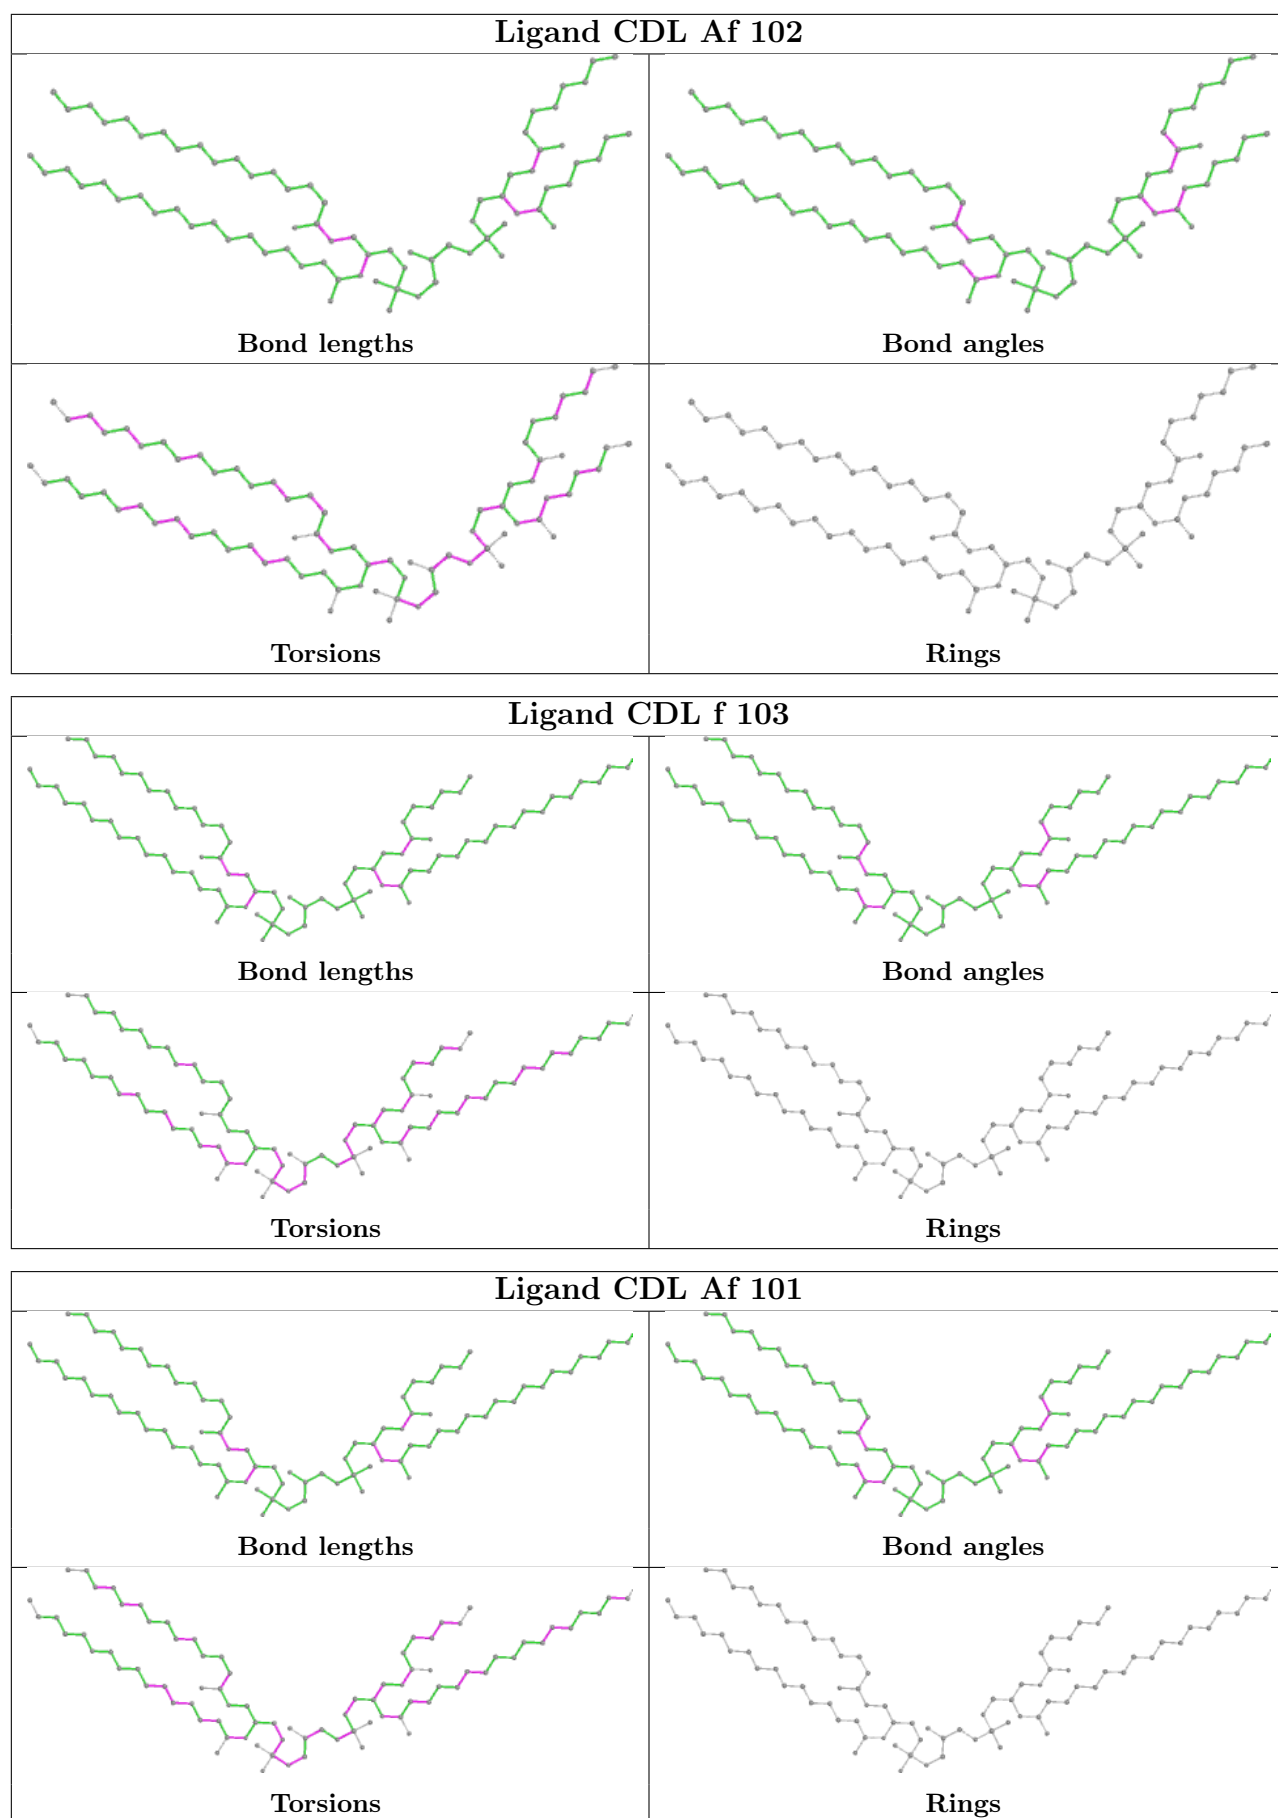 Ligand CDL Af 102
Bond lengths
Bond angles
Torsions
Rings
Ligand CDL f 103
Bond lengths
Bond angles
Torsions
Rings
Ligand CDL Af 101
Bond lengths
Bond angles
Torsions
Rings